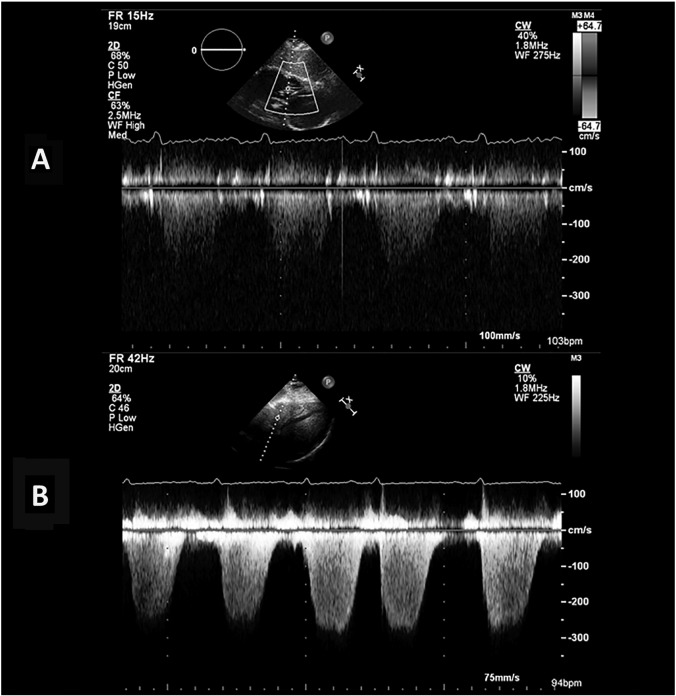 FR 15Hz
19cm
2D
68%
C 50
P Low
HGen
CF
63%
2.5MHz
WF High
Med
0
P
X
CW
40%
1.8MHz
WF 275Hz
M3 M4
+64.7
-64.7
cm/s
A
100
cm/s
-100
-200
-300
100mm/s
103bpm
FR 42Hz
20cm
2D
64%
C 46
P Low
HGen
P
X
CW
10%
1.8MHz
WF 225Hz
M3
B
100
cm/s
-100
-200
-300
75mm/s
94bpm